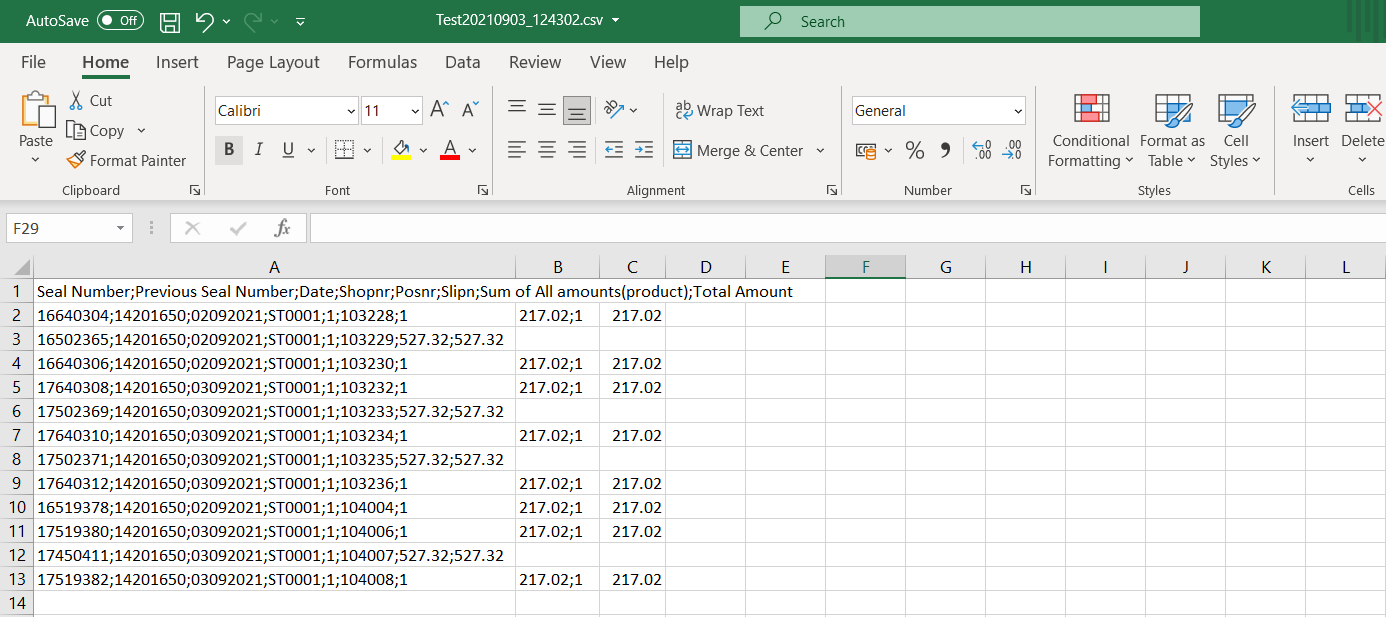 AutoSave Off Test20210903_124302.csv Search
File Home Insert Page Layout Formulas Data Review View Help
Paste Cut Copy Format Painter Clipboard
Calibri 11 A A B I U A Font
ab Wrap Text Merge & Center Alignment
General % .00 .0 Number
Conditional Formatting Format as Table Cell Styles Styles
Insert Delete Cells
F29 fx
A B C D E F G H I J K L
1 Seal Number;Previous Seal Number;Date;Shopnr;Posnr;Slipn;Sum of All amounts(product);Total Amount
2 16640304;14201650;02092021;ST0001;1;103228;1 217.02;1 217.02
3 16502365;14201650;02092021;ST0001;1;103229;527.32;527.32
4 16640306;14201650;02092021;ST0001;1;103230;1 217.02;1 217.02
5 17640308;14201650;03092021;ST0001;1;103232;1 217.02;1 217.02
6 17502369;14201650;03092021;ST0001;1;103233;527.32;527.32
7 17640310;14201650;03092021;ST0001;1;103234;1 217.02;1 217.02
8 17502371;14201650;03092021;ST0001;1;103235;527.32;527.32
9 17640312;14201650;03092021;ST0001;1;103236;1 217.02;1 217.02
10 16519378;14201650;02092021;ST0001;1;104004;1 217.02;1 217.02
11 17519380;14201650;03092021;ST0001;1;104006;1 217.02;1 217.02
12 17450411;14201650;03092021;ST0001;1;104007;527.32;527.32
13 17519382;14201650;03092021;ST0001;1;104008;1 217.02;1 217.02
14